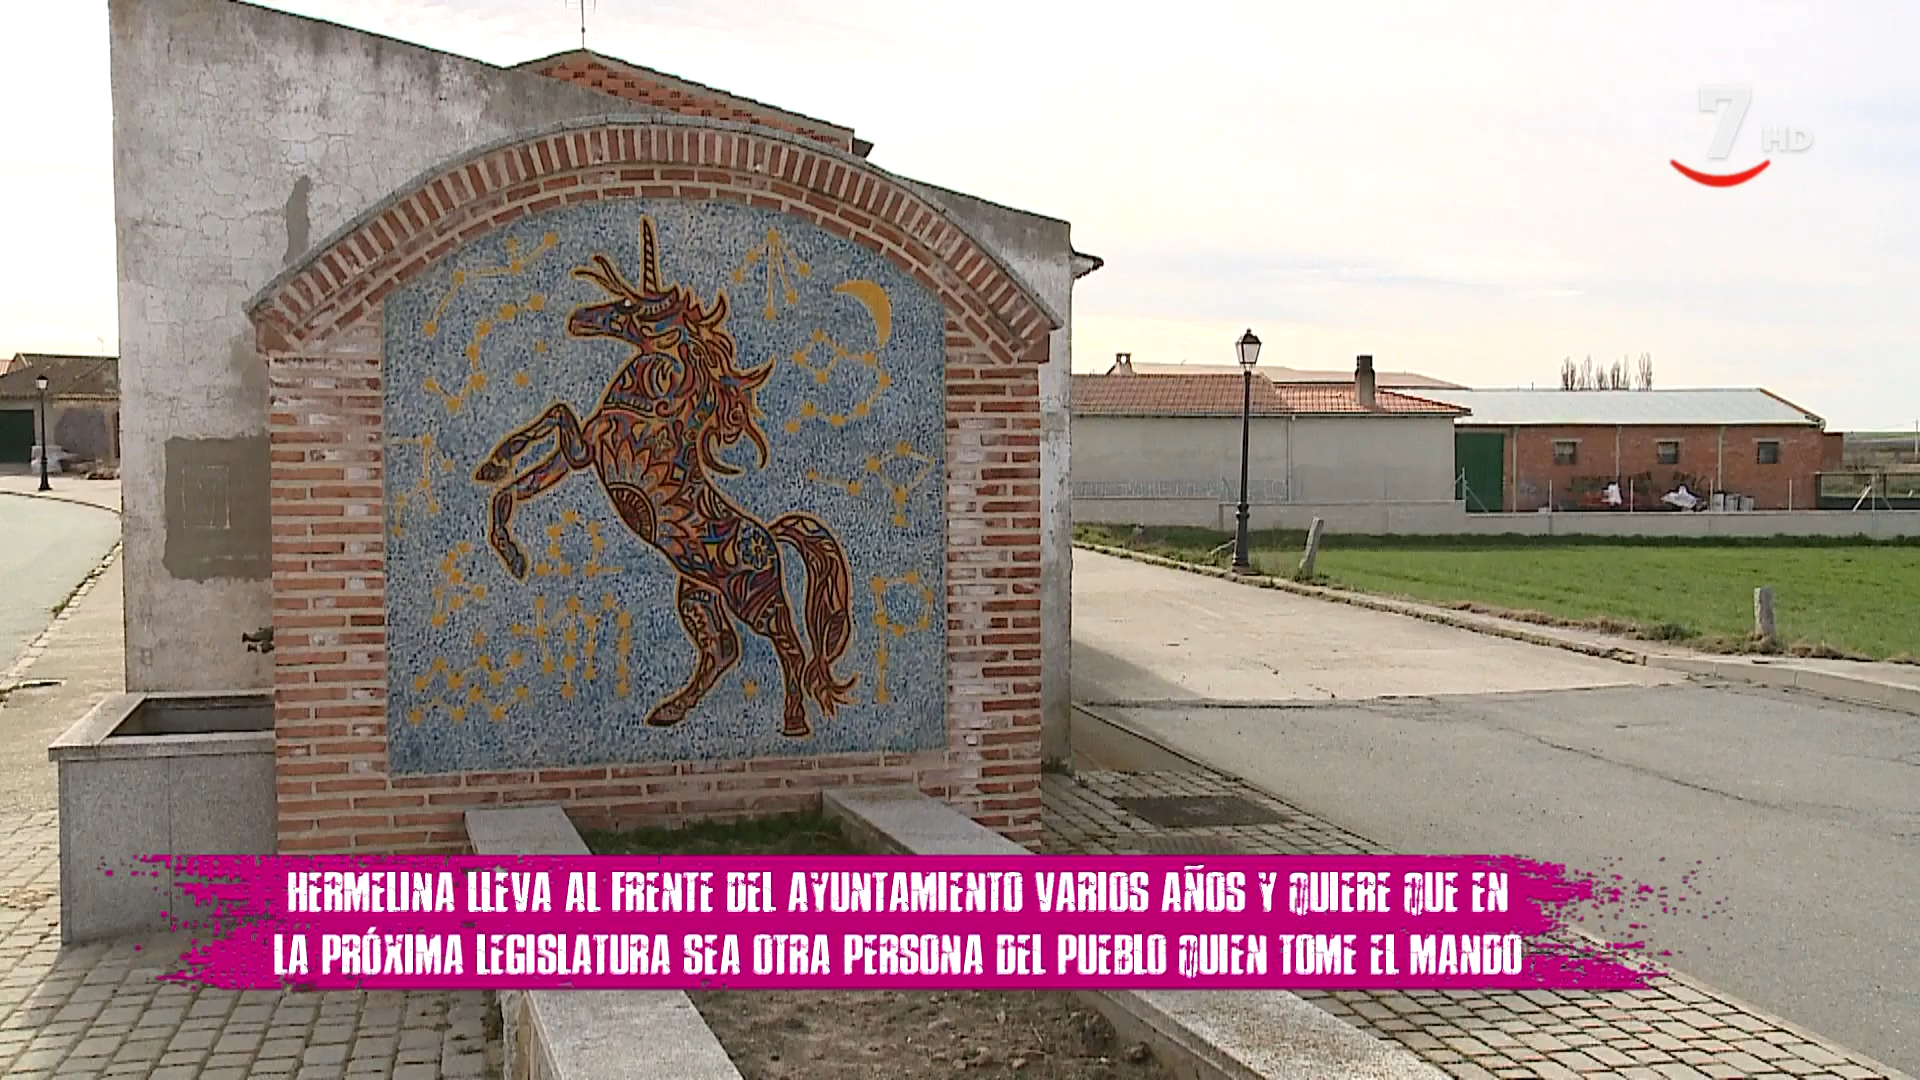 7 HD
HERMELINA LLEVA AL FRENTE DEL AYUNTAMIENTO VARIOS AÑOS Y QUIERE QUE EN
LA PRÓXIMA LEGISLATURA SEA OTRA PERSONA DEL PUEBLO QUIEN TOME EL MANDO